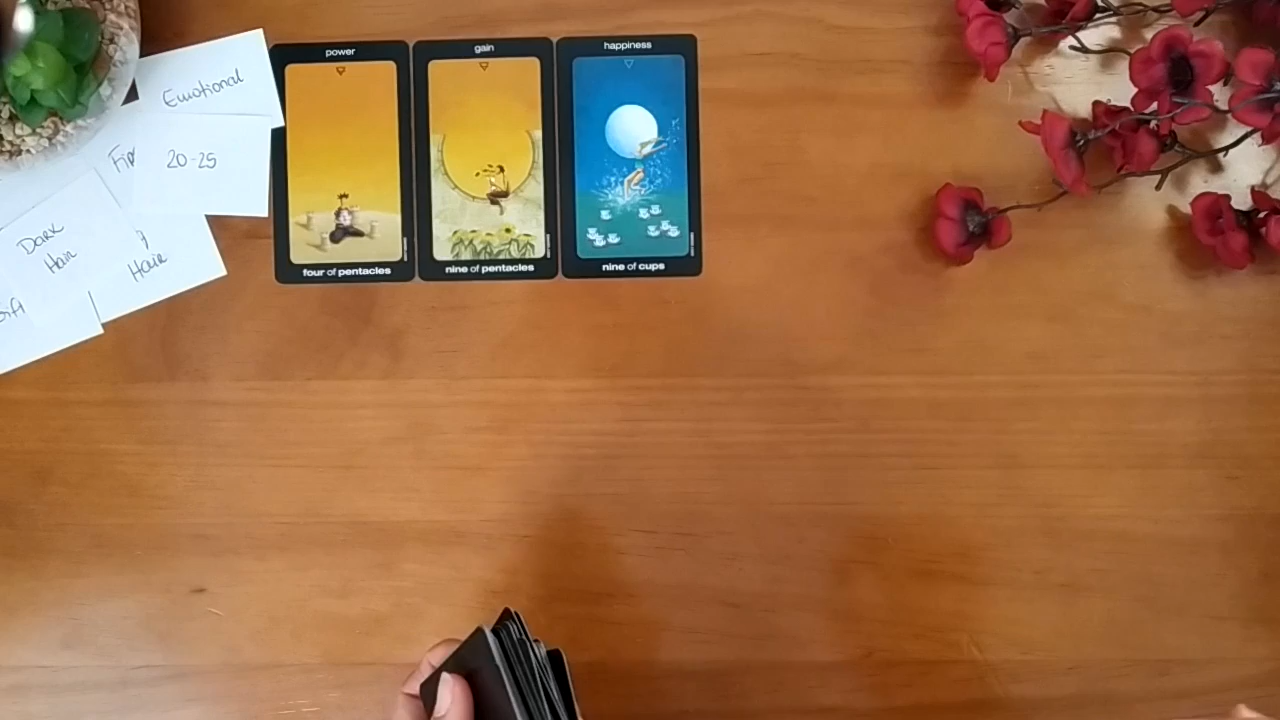 power
gain
happiness
four of pentacles
nine of pentacles
nine of cups
Emotional
20-25
Dark
Hair
Hair